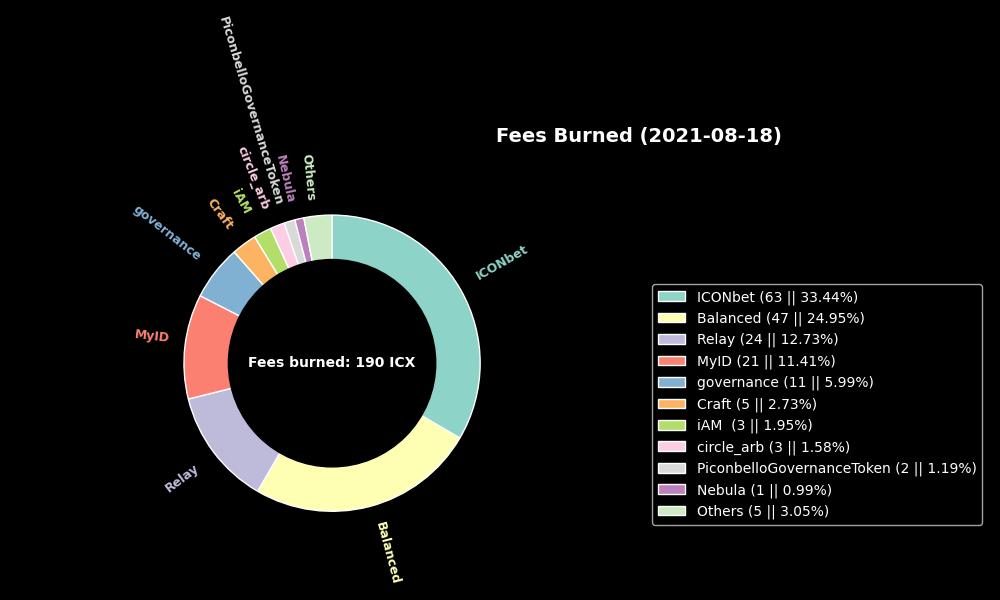 Fees Burned (2021-08-18)
PiconbelloGovernanceToken
circle_arb
Nebula
Others
iAM
Craft
governance
ICONbet
MyID
Fees burned: 190 ICX
Relay
Balanced
ICONbet (63 || 33.44%)
Balanced (47 || 24.95%)
Relay (24 || 12.73%)
MyID (21 || 11.41%)
governance (11 || 5.99%)
Craft (5 || 2.73%)
iAM  (3 || 1.95%)
circle_arb (3 || 1.58%)
PiconbelloGovernanceToken (2 || 1.19%)
Nebula (1 || 0.99%)
Others (5 || 3.05%)